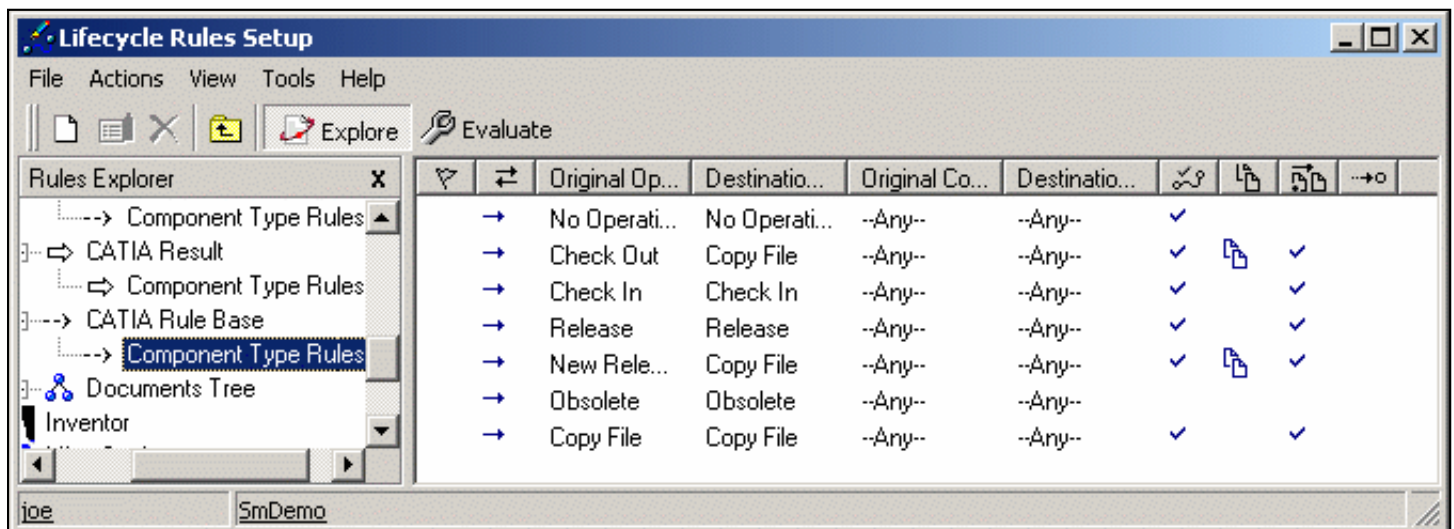 Lifecycle Rules Setup
File Actions View Tools Help
Explore Evaluate
Rules Explorer X
Original Op... Destinatio... Original Co... Destinatio...
Component Type Rules
CATIA Result
Component Type Rules
CATIA Rule Base
Component Type Rules
Documents Tree
Inventor
No Operati... No Operati... --Any-- --Any--
Check Out Copy File --Any-- --Any--
Check In Check In --Any-- --Any--
Release Release --Any-- --Any--
New Rele... Copy File --Any-- --Any--
Obsolete Obsolete --Any-- --Any--
Copy File Copy File --Any-- --Any--
joe SmDemo